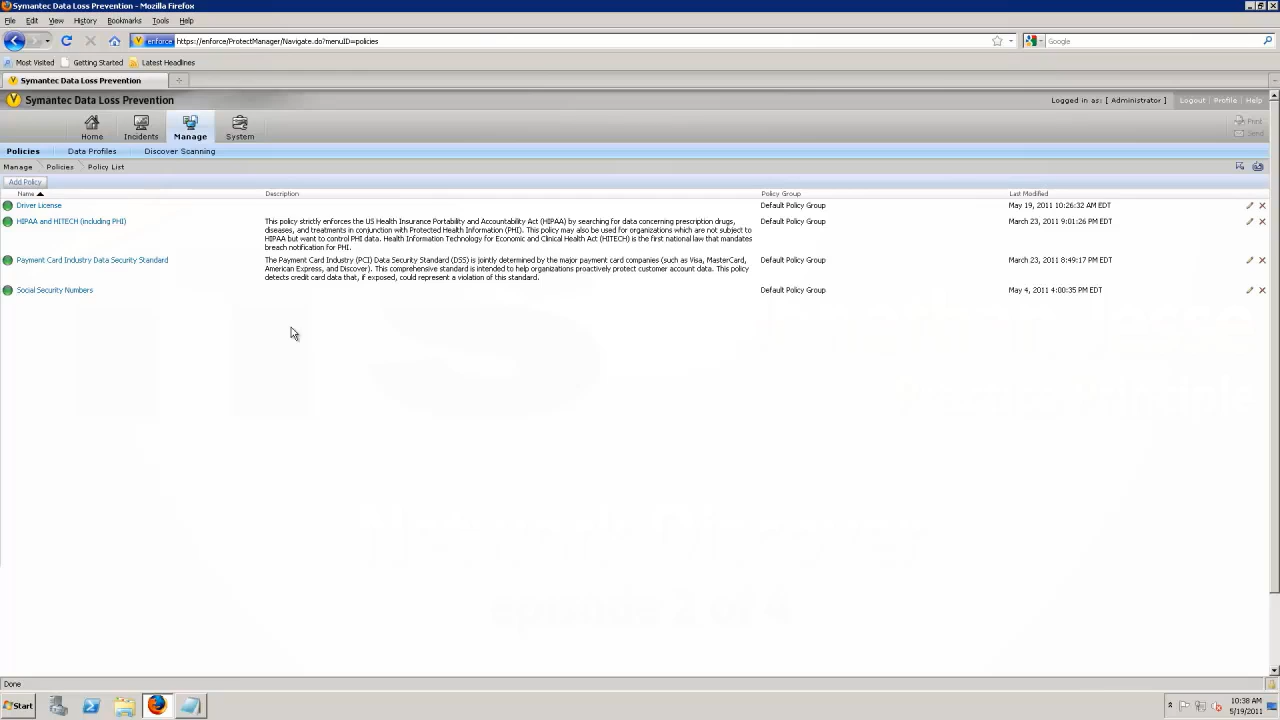 Symantec Data Loss Prevention - Mozilla Firefox
File Edit View History Bookmarks Tools Help
enforce https://enforce/ProtectManager/Navigate.do?menuID=policies Google
Most Visited Getting Started Latest Headlines
Symantec Data Loss Prevention
Symantec Data Loss Prevention Logged in as: [ Administrator ] Logout Profile Help
Home Incidents Manage System Print
Send
Policies Data Profiles Discover Scanning
Manage Policies Policy List
Add Policy
Name Description Policy Group Last Modified
Driver License Default Policy Group May 19, 2011 10:26:32 AM EDT
HIPAA and HITECH (including PHI) This policy strictly enforces the US Health Insurance Portability and Accountability Act (HIPAA) by searching for data concerning prescription drugs, Default Policy Group March 23, 2011 9:01:26 PM EDT
diseases, and treatments in conjunction with Protected Health Information (PHI). This policy may also be used for organizations which are not subject to
HIPAA but want to control PHI data. Health Information Technology for Economic and Clinical Health Act (HITECH) is the first national law that mandates
breach notification for PHI.
Payment Card Industry Data Security Standard The Payment Card Industry (PCI) Data Security Standard (DSS) is jointly determined by the major payment card companies (such as Visa, MasterCard, Default Policy Group March 23, 2011 8:49:17 PM EDT
American Express, and Discover). This comprehensive standard is intended to help organizations proactively protect customer account data. This policy
detects credit card data that, if exposed, could represent a violation of this standard.
Social Security Numbers Default Policy Group May 4, 2011 4:00:35 PM EDT
episode 2 of 4
Done
Start 10:38 AM
5/19/2011